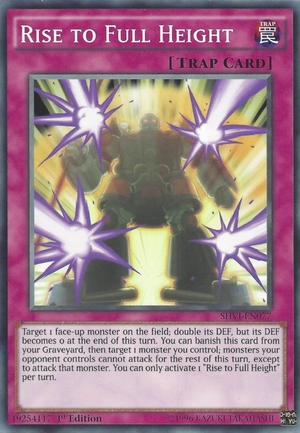 RISE TO FULL HEIGHT
TRAP
罠
[TRAP CARD]
SHVI-EN077
Target 1 face-up monster on the field; double its DEF, but its DEF
becomes 0 at the end of this turn. You can banish this card
from your Graveyard, then target 1 monster you control; monsters your
opponent controls cannot attack for the rest of this turn, except
to attack that monster. You can only activate 1 "Rise to Full Height"
per turn.
19254117 1st Edition
©1996 KAZUKI TAKAHASHI